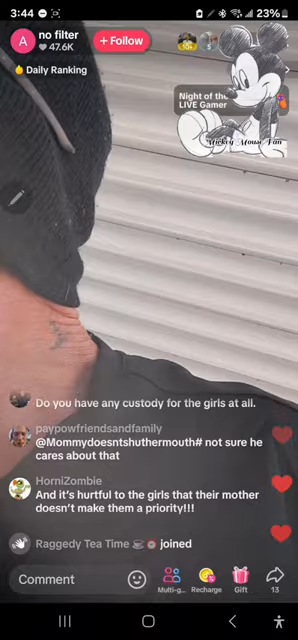 3:44
23%
A
no filter
47.6K
+ Follow
Daily Ranking
Night of the
LIVE Gamer
Mickey Mouse Fan
Do you have any custody for the girls at all.
paypowfriendsandfamily
@Mommydoesntshuthermouth# not sure he
cares about that
HorniZombie
And it's hurtful to the girls that their mother
doesn't make them a priority!!!
Raggedy Tea Time joined
Comment
Multi-g...
Recharge
Gift
13